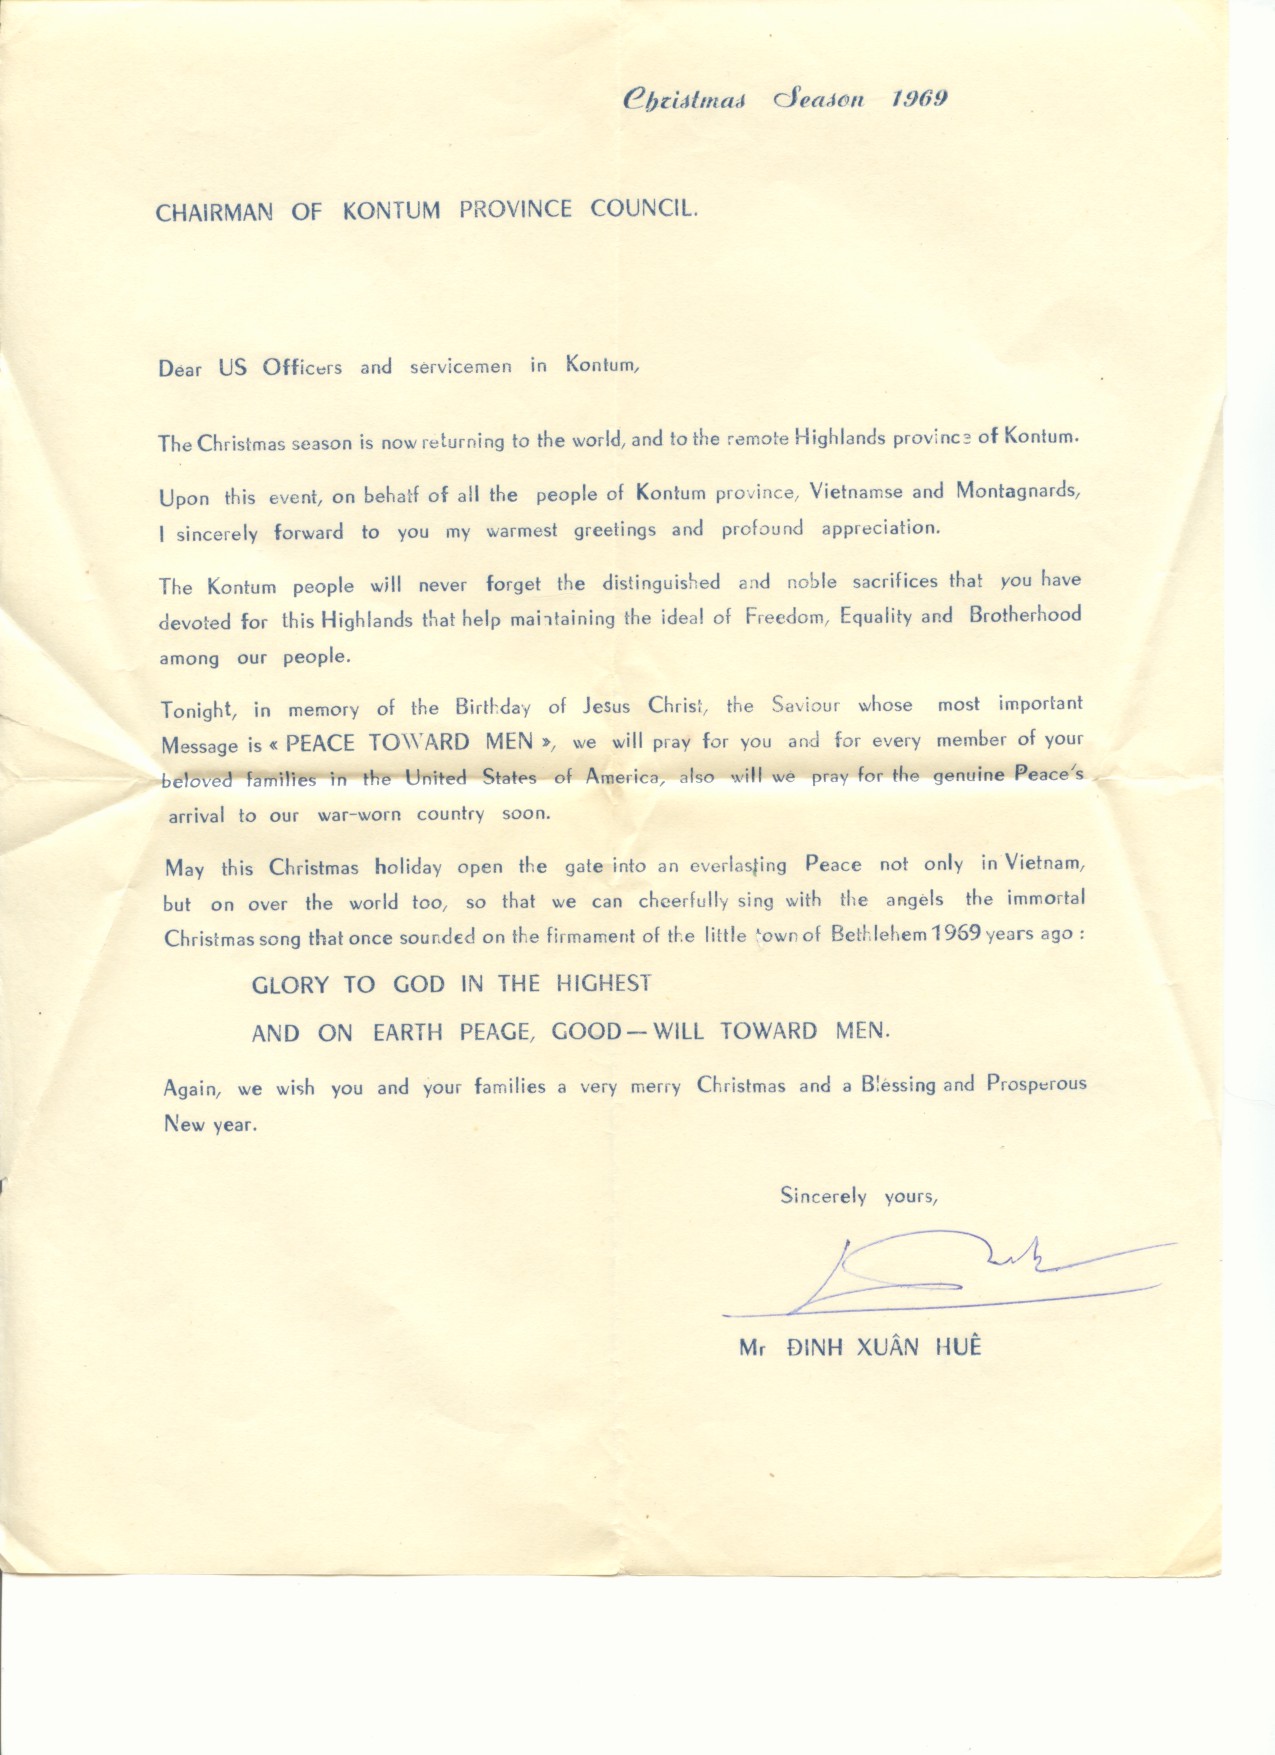 Christmas Season 1969
CHAIRMAN OF KONTUM PROVINCE COUNCIL.
Dear US Officers and servicemen in Kontum,
The Christmas season is now returning to the world, and to the remote Highlands province of Kontum.
Upon this event, on behalf of all the people of Kontum province, Vietnamse and Montagnards,
I sincerely forward to you my warmest greetings and profound appreciation.
The Kontum people will never forget the distinguished and noble sacrifices that you have
devoted for this Highlands that help maintaining the ideal of Freedom, Equality and Brotherhood
among our people.
Tonight, in memory of the Birthday of Jesus Christ, the Saviour whose most important
Message is « PEACE TOWARD MEN », we will pray for you and for every member of your
beloved families in the United States of America, also will we pray for the genuine Peace's
arrival to our war-worn country soon.
May this Christmas holiday open the gate into an everlasting Peace not only in Vietnam,
but on over the world too, so that we can cheerfully sing with the angels the immortal
Christmas song that once sounded on the firmament of the little town of Bethlehem 1969 years ago :
GLORY TO GOD IN THE HIGHEST
AND ON EARTH PEAGE, GOOD — WILL TOWARD MEN.
Again, we wish you and your families a very merry Christmas and a Blessing and Prosperous
New year.
Sincerely yours,
Mr ĐINH XUÂN HUÊ